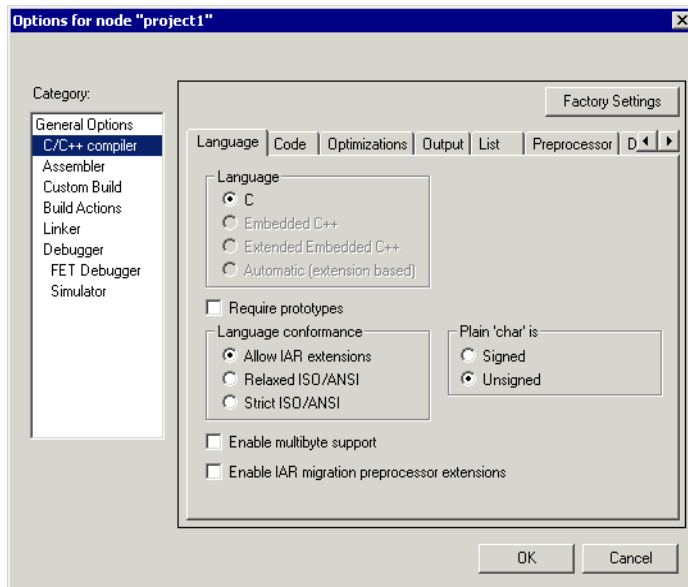 Options for node "project1"
Category:
General Options
C/C++ compiler
Assembler
Custom Build
Build Actions
Linker
Debugger
FET Debugger
Simulator
Factory Settings
Language Code Optimizations Output List Preprocessor D
Language
C
Embedded C++
Extended Embedded C++
Automatic (extension based)
Require prototypes
Language conformance
Allow IAR extensions
Relaxed ISO/ANSI
Strict ISO/ANSI
Plain 'char' is
Signed
Unsigned
Enable multibyte support
Enable IAR migration preprocessor extensions
OK Cancel